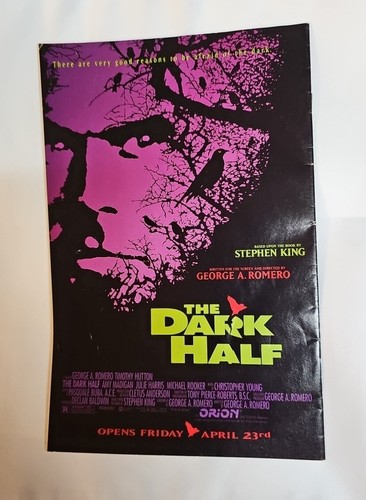 There are very good reasons to be afraid of the dark.
BASED UPON THE BOOK BY
STEPHEN KING
WRITTEN FOR THE SCREEN AND DIRECTED BY
GEORGE A. ROMERO
THE
DARK
HALF
GEORGE A. ROMERO TIMOTHY HUTTON
THE DARK HALF AMY MADIGAN JULIE HARRIS MICHAEL ROOKER CHRISTOPHER YOUNG
PASQUALE BUBA, A.C.E. CLETUS ANDERSON TONY PIERCE-ROBERTS, B.S.C. GEORGE A. ROMERO
DECLAN BALDWIN STEPHEN KING GEORGE A. ROMERO GEORGE A. ROMERO
R
ORION
OPENS FRIDAY APRIL 23rd